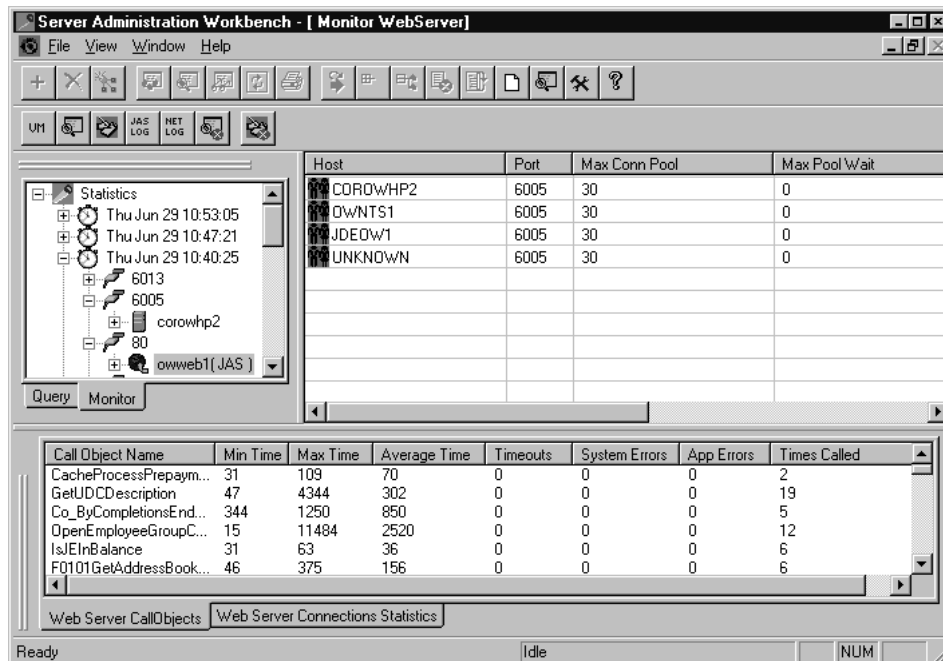 Server Administration Workbench - [ Monitor WebServer]
File View Window Help
VM JAS LOG NET LOG
Statistics
Thu Jun 29 10:53:05
Thu Jun 29 10:47:21
Thu Jun 29 10:40:25
6013
6005
corowhp2
80
owweb1( JAS )
Query Monitor
Host Port Max Conn Pool Max Pool Wait
COROWHP2 6005 30 0
OWNTS1 6005 30 0
JDEOW1 6005 30 0
UNKNOWN 6005 30 0
Call Object Name Min Time Max Time Average Time Timeouts System Errors App Errors Times Called
CacheProcessPrepaym... 31 109 70 0 0 0 2
GetUDCDescription 47 4344 302 0 0 0 19
Co_ByCompletionsEnd... 344 1250 850 0 0 0 5
OpenEmployeeGroupC... 15 11484 2520 0 0 0 12
IsJEInBalance 31 63 36 0 0 0 6
F0101GetAddressBook... 46 375 156 0 0 0 6
Web Server CallObjects Web Server Connections Statistics
Ready Idle NUM